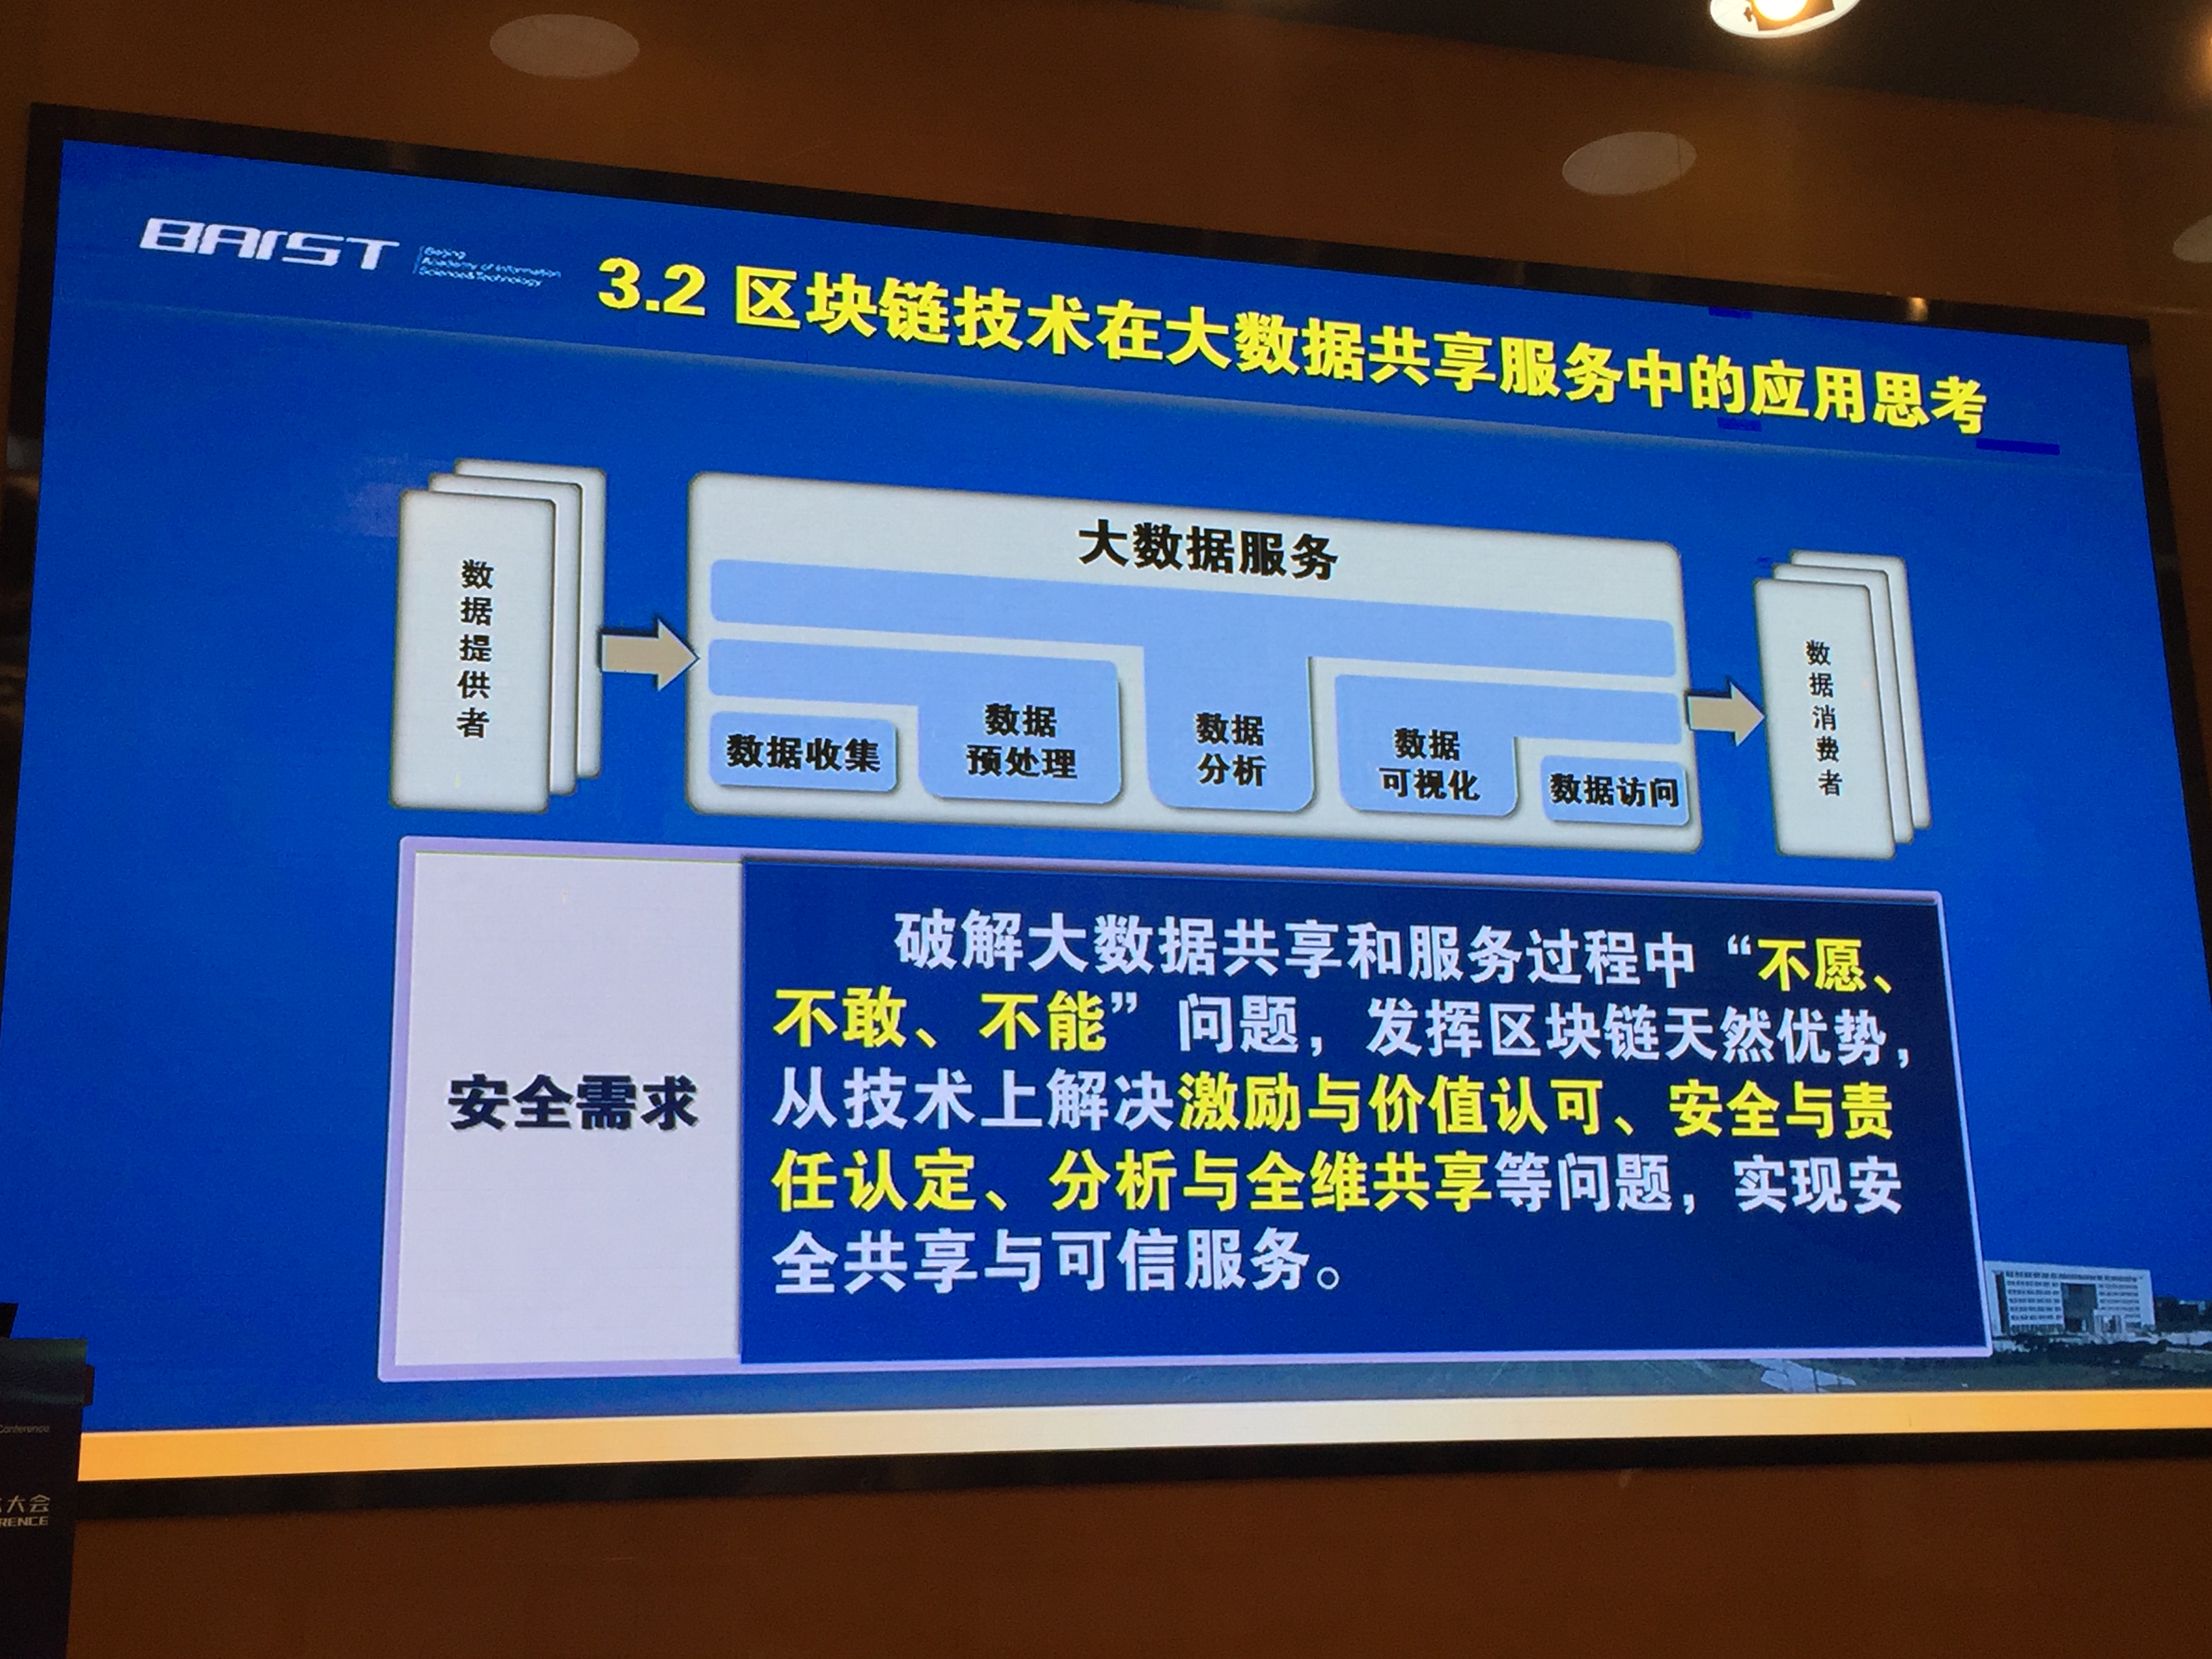 BAIST
Beijing
Academy of Information
Science&Technology
3.2 区块链技术在大数据共享服务中的应用思考
数据提供者
大数据服务
数据收集
数据
预处理
数据
分析
数据
可视化
数据访问
数据消费者
安全需求
破解大数据共享和服务过程中“不愿、
不敢、不能”问题，发挥区块链天然优势，
从技术上解决激励与价值认可、安全与责
任认定、分析与全维共享等问题，实现安
全共享与可信服务。
Conference
大会
RENCE